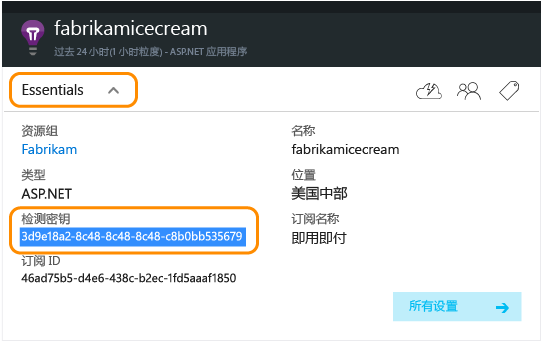 fabrikamicecream
过去 24 小时(1 小时粒度) - ASP.NET 应用程序
Essentials
资源组
Fabrikam
名称
fabrikamicecream
类型
ASP.NET
位置
美国中部
检测密钥
3d9e18a2-8c48-8c48-8c48-c8b0bb535679
订阅名称
即用即付
订阅 ID
46ad75b5-d4e6-438c-b2ec-1fd5aaaf1850
所有设置